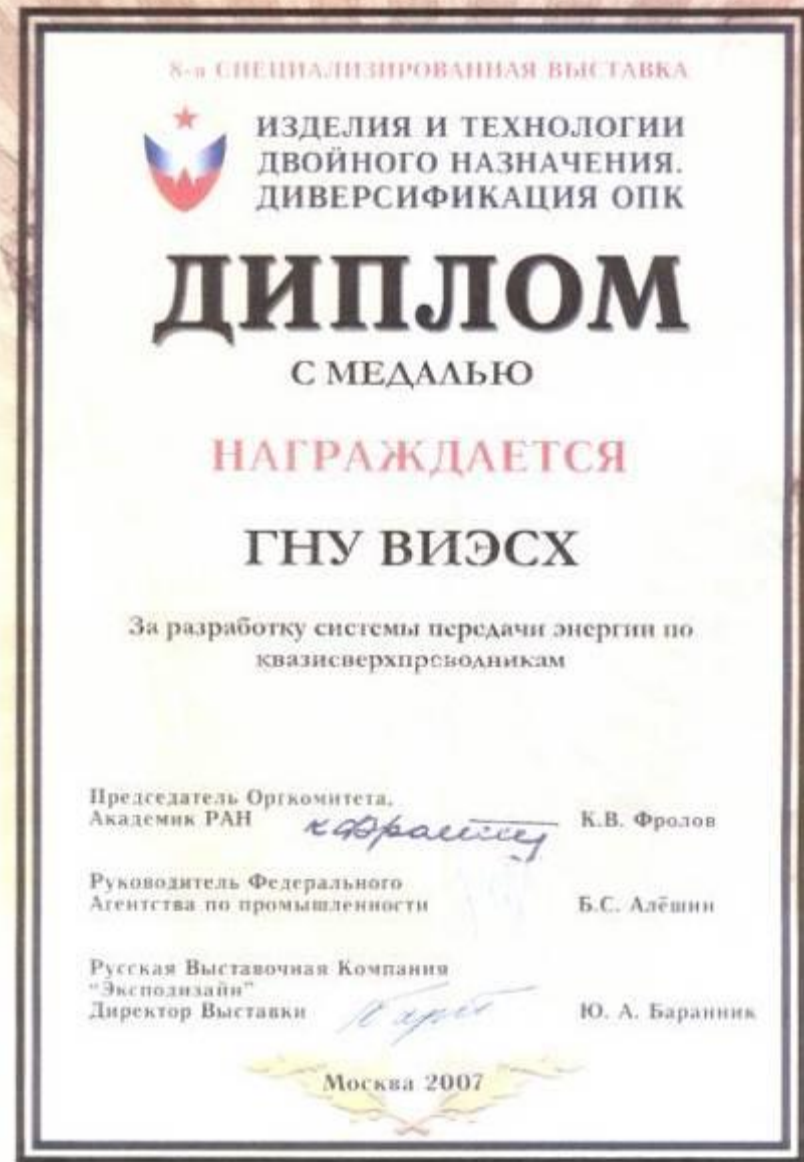 8-я СПЕЦИАЛИЗИРОВАННАЯ ВЫСТАВКА
ИЗДЕЛИЯ И ТЕХНОЛОГИИ
ДВОЙНОГО НАЗНАЧЕНИЯ.
ДИВЕРСИФИКАЦИЯ ОПК
ДИПЛОМ
С МЕДАЛЬЮ
НАГРАЖДАЕТСЯ
ГНУ ВИЭСХ
За разработку системы передачи энергии по
квазисверхпроводникам
Председатель Оргкомитета,
Академик РАН К.В. Фролов
Руководитель Федерального
Агентства по промышленности Б.С. Алёшин
Русская Выставочная Компания
"Эксподизайн"
Директор Выставки Ю. А. Баранник
Москва 2007